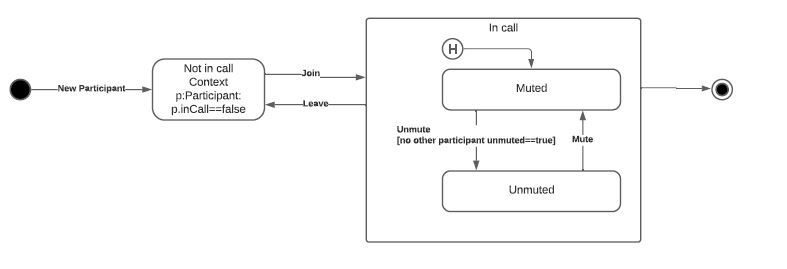 In call
H
Not in call
Context
p:Participant:
p.inCall==false
New Participant
Join
Leave
Muted
Unmute
[no other participant unmuted==true]
Mute
Unmuted